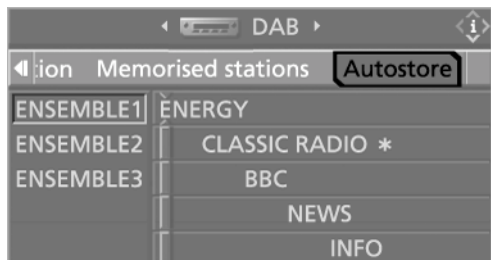 DAB
i
ion Memorised stations Autostore
ENSEMBLE1 ENERGY
ENSEMBLE2 CLASSIC RADIO *
ENSEMBLE3 BBC
NEWS
INFO